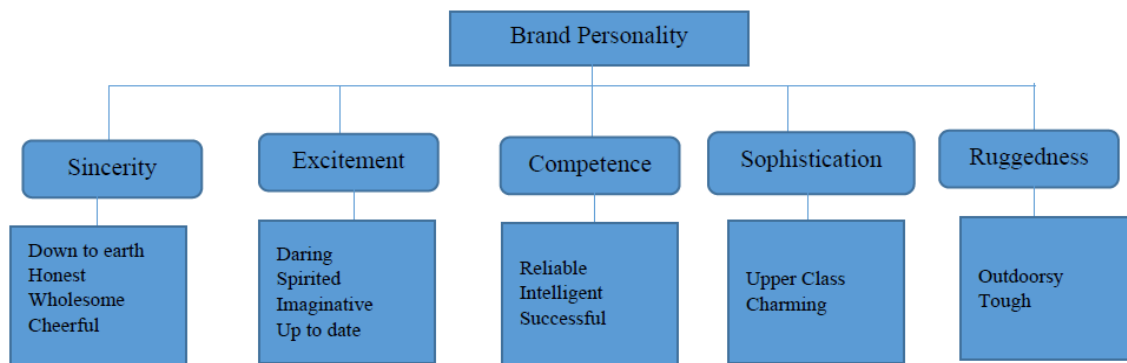 Brand Personality
Sincerity
Excitement
Competence
Sophistication
Ruggedness
Down to earth
Honest
Wholesome
Cheerful
Daring
Spirited
Imaginative
Up to date
Reliable
Intelligent
Successful
Upper Class
Charming
Outdoorsy
Tough